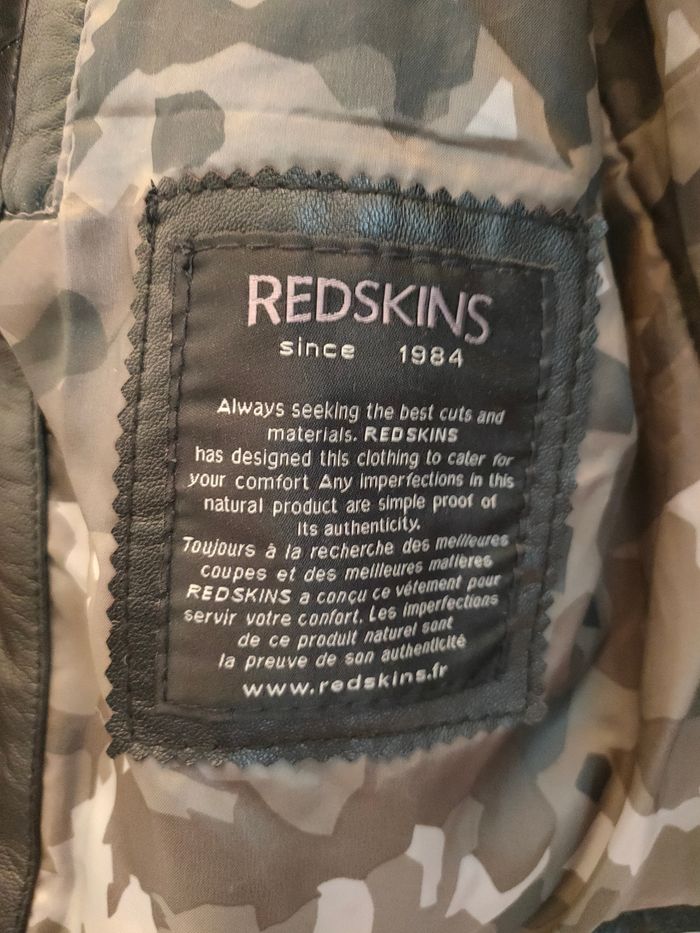 REDSKINS
since 1984
Always seeking the best cuts and
materials. REDSKINS
has designed this clothing to cater for
your comfort Any imperfections in this
natural product are simple proof of
its authenticity.
Toujours à la recherche des meilleures
coupes et des meilleures matières
REDSKINS a conçu ce vêtement pour
servir votre confort. Les imperfections
de ce produit naturel sont
la preuve de son authenticité
www.redskins.fr